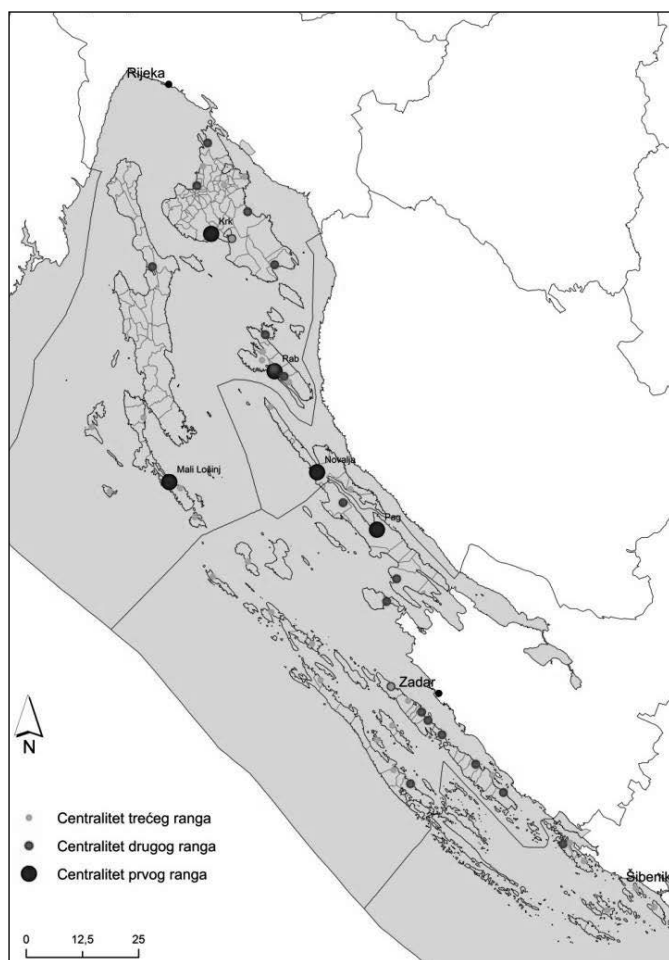 Rijeka
Krk
Rab
Novalja
Mali Lošinj
Pag
Zadar
N
Centralitet trećeg ranga
Centralitet drugog ranga
Centralitet prvog ranga
Šibenik
0 12,5 25